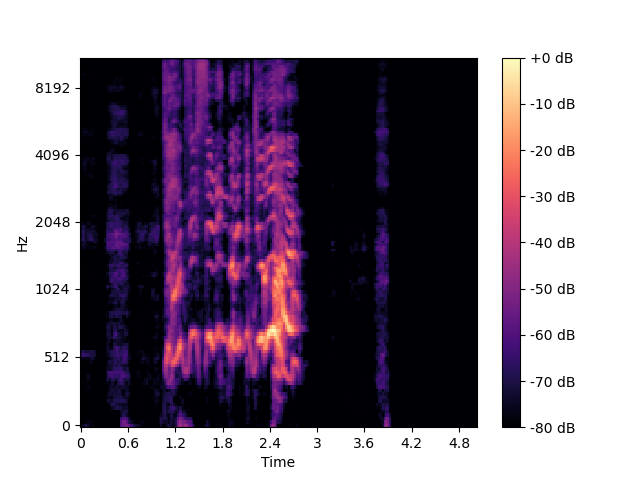 +0 dB
8192
-10 dB
4096
-20 dB
-30 dB
2048
Hz
-40 dB
1024
-50 dB
-60 dB
512
-70 dB
0
-80 dB
0 0.6 1.2 1.8 2.4 3 3.6 4.2 4.8
Time